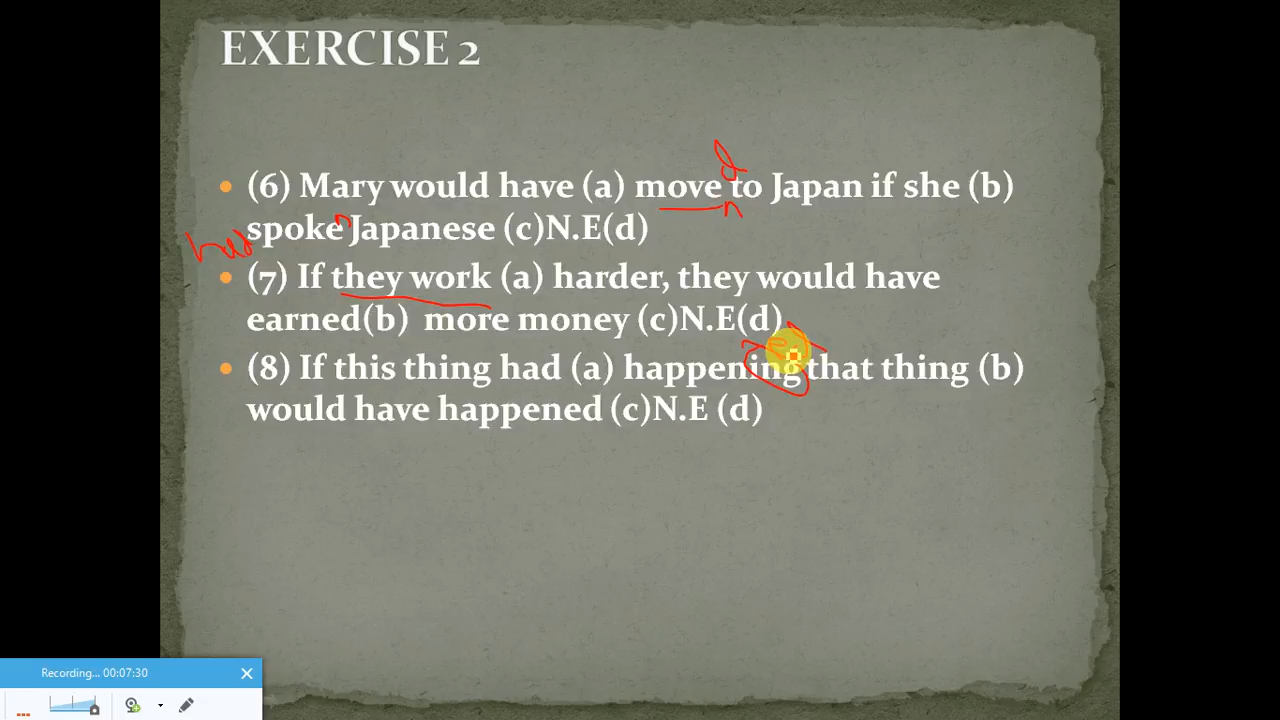 EXERCISE 2
• (6) Mary would have (a) move to Japan if she (b)
d
n
had spoke n Japanese (c)N.E(d)
• (7) If they work (a) harder, they would have
earned(b) more money (c)N.E(d)
• (8) If this thing had (a) happening that thing (b)
would have happened (c)N.E (d)
Recording... 00:07:30